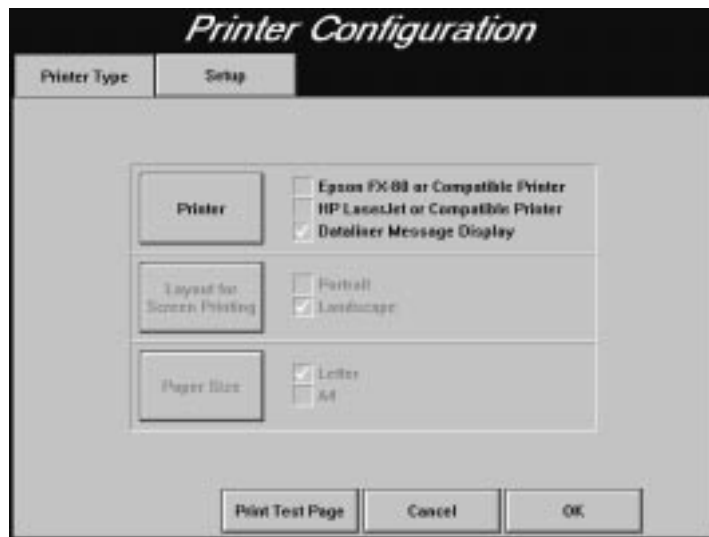 Printer Configuration
Printer Type
Setup
Printer
Epson FX-80 or Compatible Printer
HP LaserJet or Compatible Printer
Dataliner Message Display
Layout for
Screen Printing
Portrait
Landscape
Paper Size
Letter
A4
Print Test Page
Cancel
OK